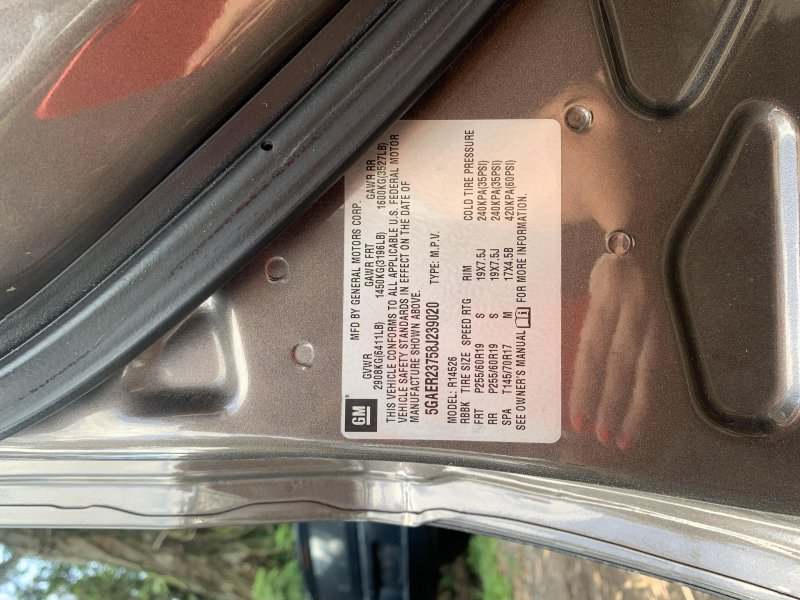 GM
MFD BY GENERAL MOTORS CORP.
GVWR GAWR FRT GAWR RR
2908KG(6411LB) 1450KG(3196LB) 1600KG(3527LB)
THIS VEHICLE CONFORMS TO ALL APPLICABLE U.S. FEDERAL MOTOR
VEHICLE SAFETY STANDARDS IN EFFECT ON THE DATE OF
MANUFACTURE SHOWN ABOVE.
5GAER23758J239020 TYPE: M.P.V.
MODEL: R14526
RBBK TIRE SIZE SPEED RTG RIM COLD TIRE PRESSURE
FRT P255/60R19 S 19X7.5J 240KPA(35PSI)
RR P255/60R19 S 19X7.5J 240KPA(35PSI)
SPA T145/70R17 M 17X4.5B 420KPA(60PSI)
SEE OWNER'S MANUAL FOR MORE INFORMATION.